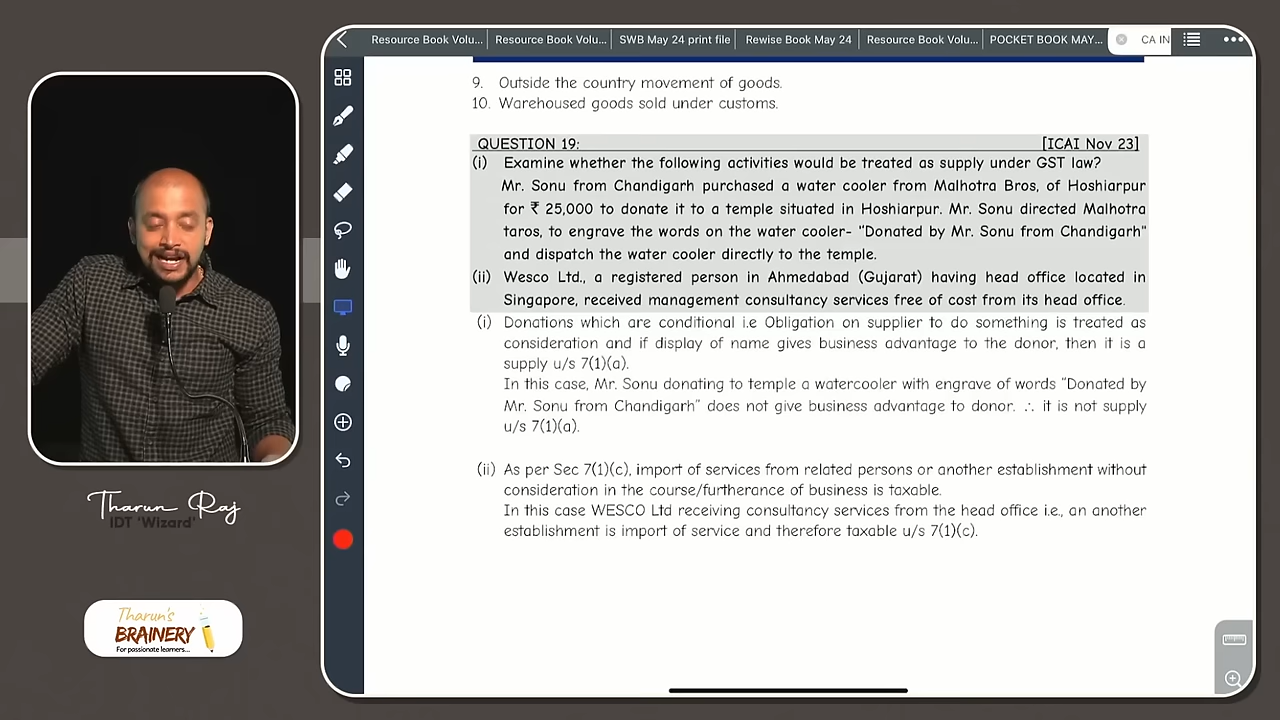 Resource Book Volu... Resource Book Volu... SWB May 24 print file Rewise Book May 24 Resource Book Volu... POCKET BOOK MAY... CA IN
9. Outside the country movement of goods.
10. Warehoused goods sold under customs.
QUESTION 19: [ICAI Nov 23]
(i) Examine whether the following activities would be treated as supply under GST law?
Mr. Sonu from Chandigarh purchased a water cooler from Malhotra Bros, of Hoshiarpur
for ₹ 25,000 to donate it to a temple situated in Hoshiarpur. Mr. Sonu directed Malhotra
taros, to engrave the words on the water cooler- "Donated by Mr. Sonu from Chandigarh"
and dispatch the water cooler directly to the temple.
(ii) Wesco Ltd., a registered person in Ahmedabad (Gujarat) having head office located in
Singapore, received management consultancy services free of cost from its head office.
(i) Donations which are conditional i.e Obligation on supplier to do something is treated as
consideration and if display of name gives business advantage to the donor, then it is a
supply u/s 7(1)(a).
In this case, Mr. Sonu donating to temple a watercooler with engrave of words "Donated by
Mr. Sonu from Chandigarh" does not give business advantage to donor. ∴ it is not supply
u/s 7(1)(a).
(ii) As per Sec 7(1)(c), import of services from related persons or another establishment without
consideration in the course/furtherance of business is taxable.
In this case WESCO Ltd receiving consultancy services from the head office i.e., an another
establishment is import of service and therefore taxable u/s 7(1)(c).
Tharun Raj
IDT 'Wizard'
Tharun's
BRAINERY
For passionate learners...